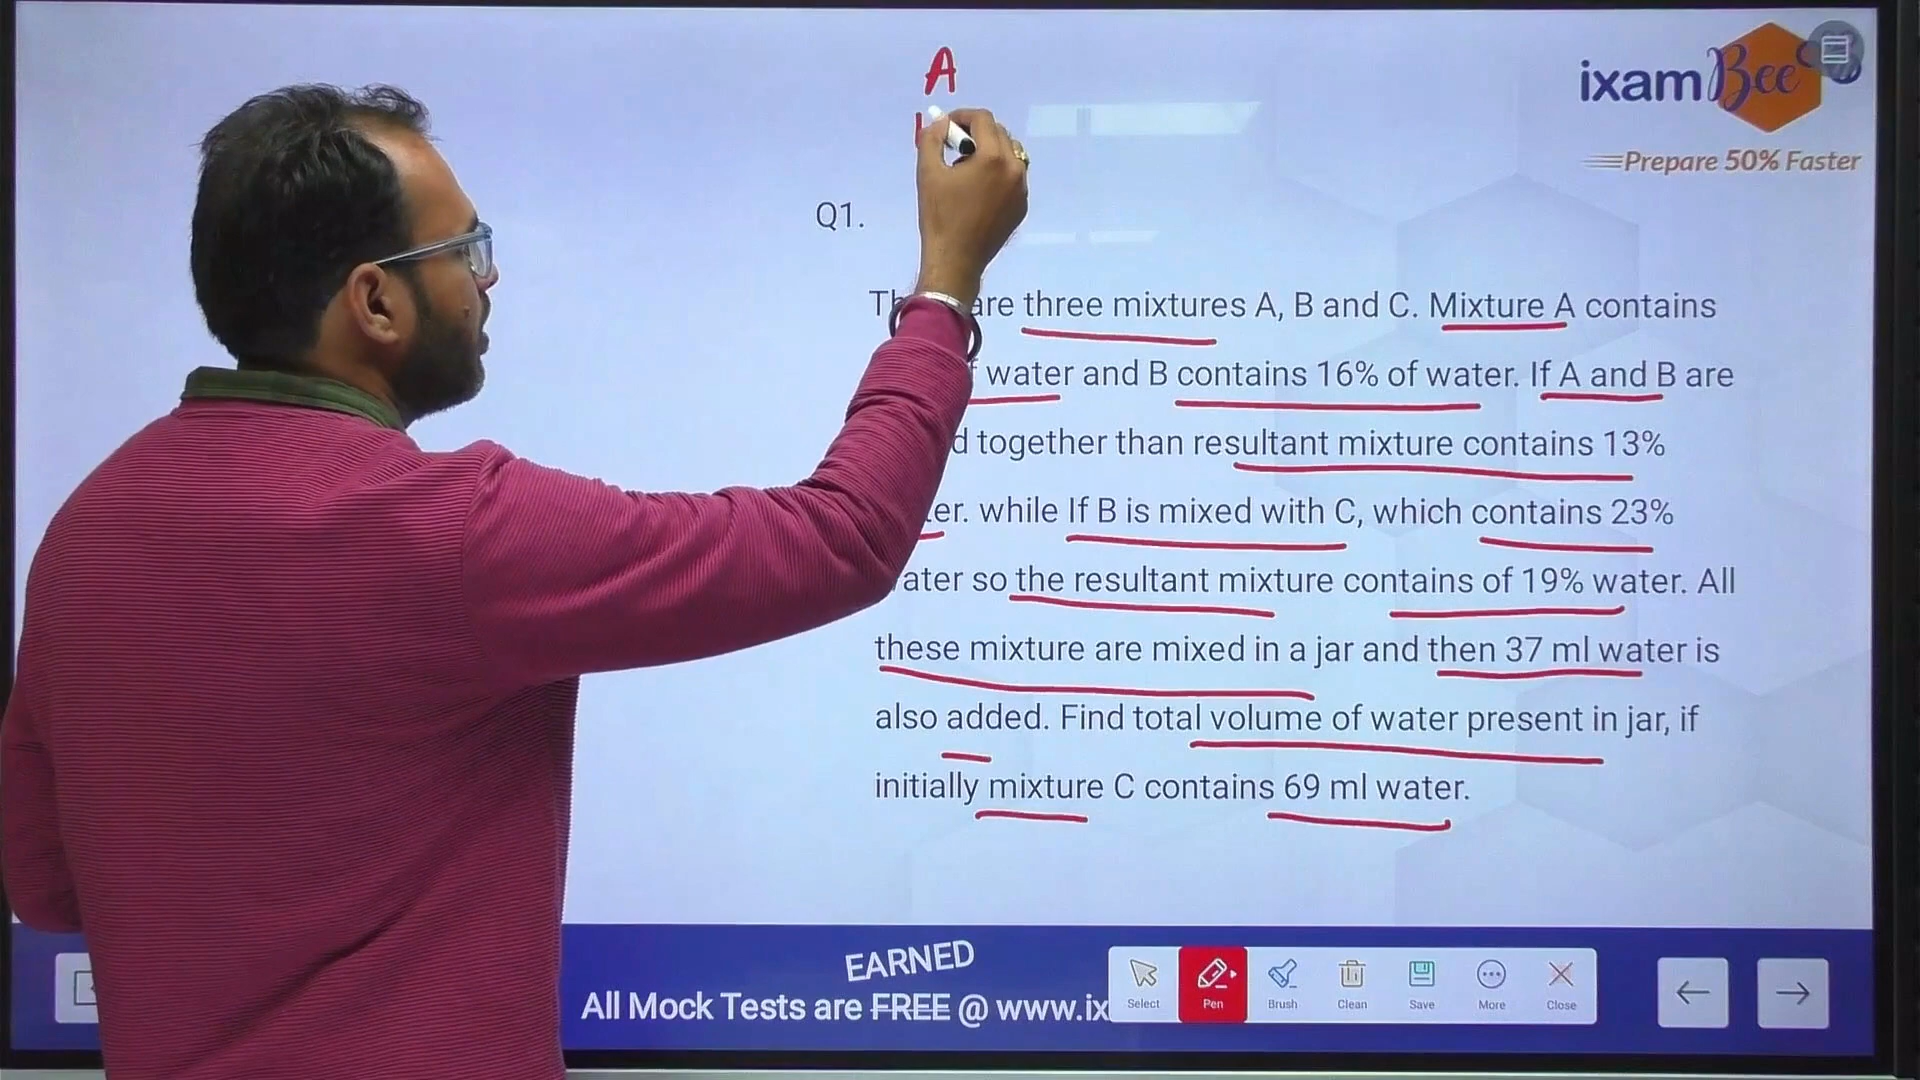 A
ixamBee
Prepare 50% Faster
Q1.
are three mixtures A, B and C. Mixture A contains
water and B contains 16% of water. If A and B are
together than resultant mixture contains 13%
while If B is mixed with C, which contains 23%
so the resultant mixture contains of 19% water. All
these mixture are mixed in a jar and then 37 ml water is
also added. Find total volume of water present in jar, if
initially mixture C contains 69 ml water.
EARNED
All Mock Tests are FREE @ www.ix
Select Pen Brush Clean Save More Close